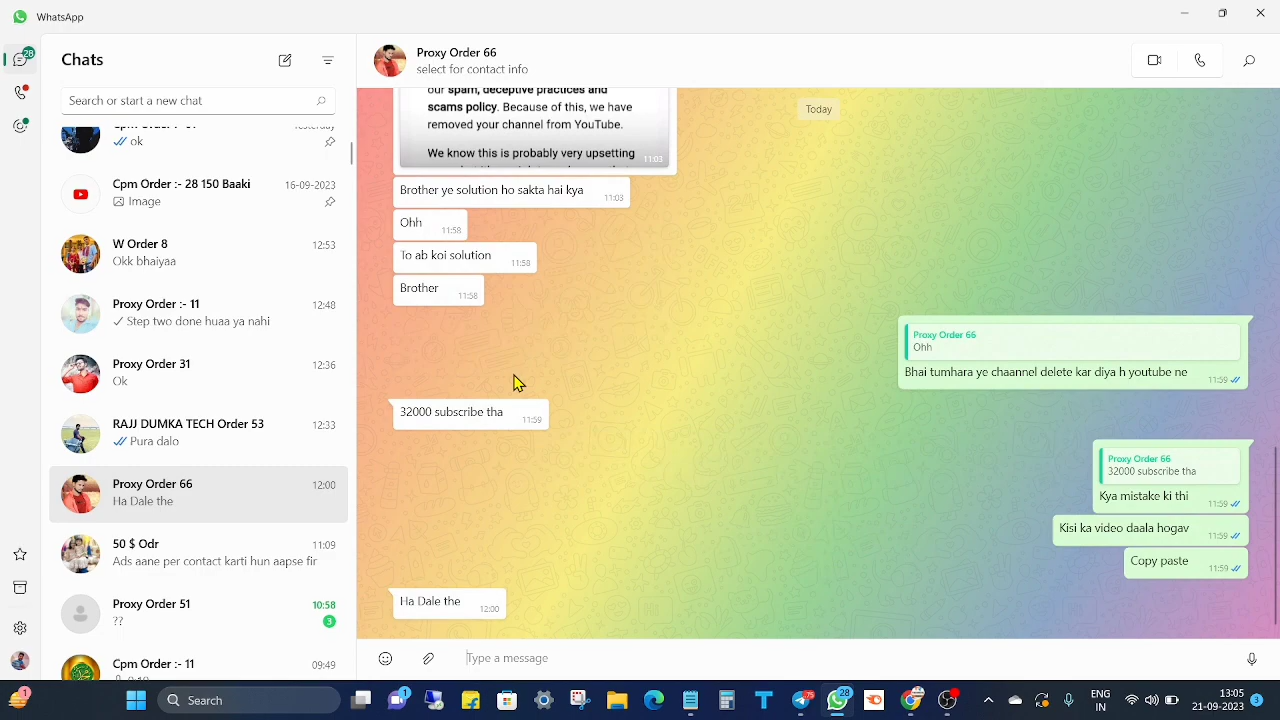 WhatsApp
28
Chats
Search or start a new chat
Yesterday
ok
Cpm Order :- 28 150 Baaki
16-09-2023
Image
W Order 8
12:53
Okk bhaiyaa
Proxy Order :- 11
12:48
Step two done huaa ya nahi
Proxy Order 31
12:36
Ok
RAJJ DUMKA TECH Order 53
12:33
Pura dalo
Proxy Order 66
12:00
Ha Dale the
50 $ Odr
11:09
Ads aane per contact karti hun aapse fir
Proxy Order 51
10:58
??
3
Cpm Order :- 11
09:49
Proxy Order 66
select for contact info
Today
our spam, deceptive practices and
scams policy. Because of this, we have
removed your channel from YouTube.
We know this is probably very upsetting
11:03
Brother ye solution ho sakta hai kya
11:03
Ohh
11:58
To ab koi solution
11:58
Brother
11:58
Proxy Order 66
Ohh
Bhai tumhara ye chaannel delete kar diya h youtube ne
11:59
32000 subscribe tha
11:59
Proxy Order 66
32000 subscribe tha
Kya mistake ki thi
11:59
Kisi ka video daala hogav
11:59
Copy paste
11:59
Ha Dale the
12:00
Type a message
1
Search
1
75
28
ENG
IN
13:05
21-09-2023
3